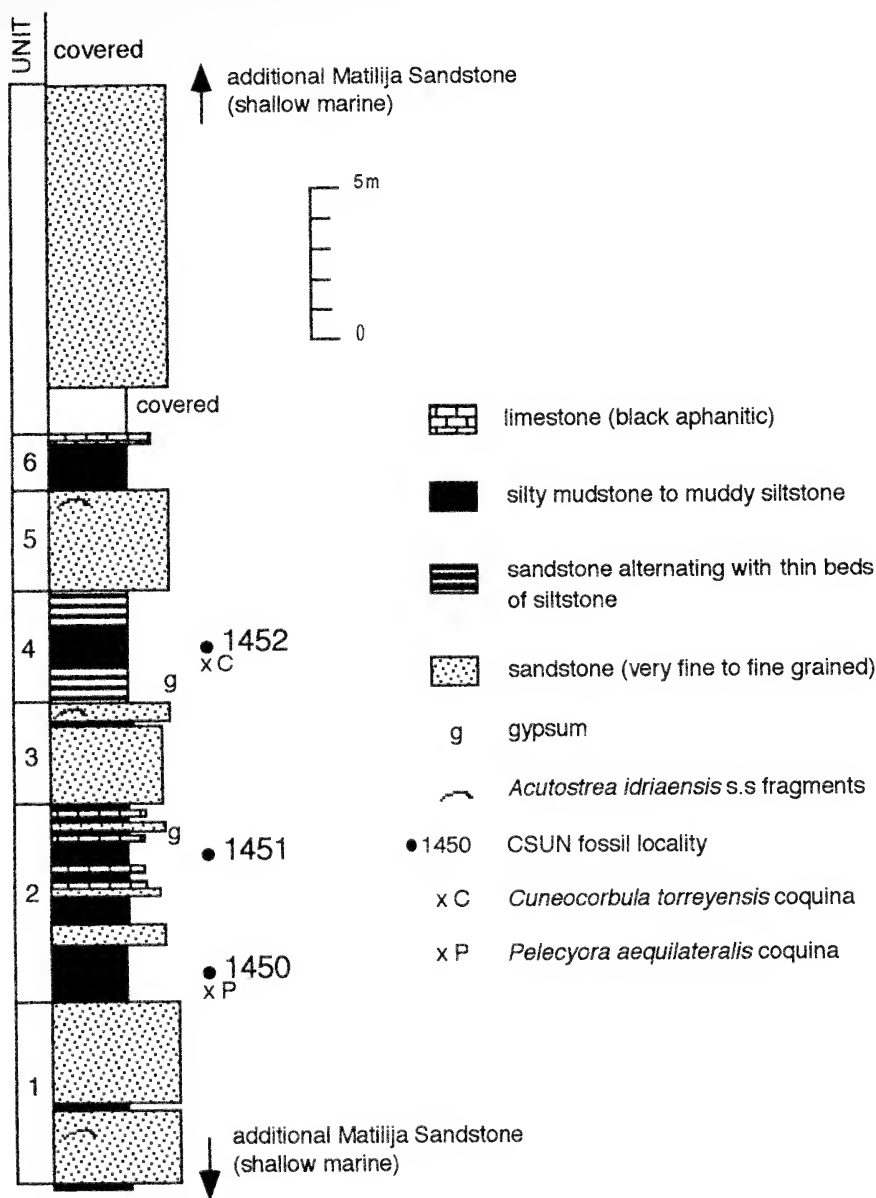 UNIT
covered
additional Matilija Sandstone
(shallow marine)
5m
0
covered
6
5
4
3
2
1
1452
x C
g
g
1451
1450
x P
additional Matilija Sandstone
(shallow marine)
limestone (black aphanitic)
silty mudstone to muddy siltstone
sandstone alternating with thin beds
of siltstone
sandstone (very fine to fine grained)
g gypsum
Acutostrea idriaensis s.s fragments
•1450 CSUN fossil locality
x C Cuneocorbula torreyensis coquina
x P Pelecyora aequilateralis coquina